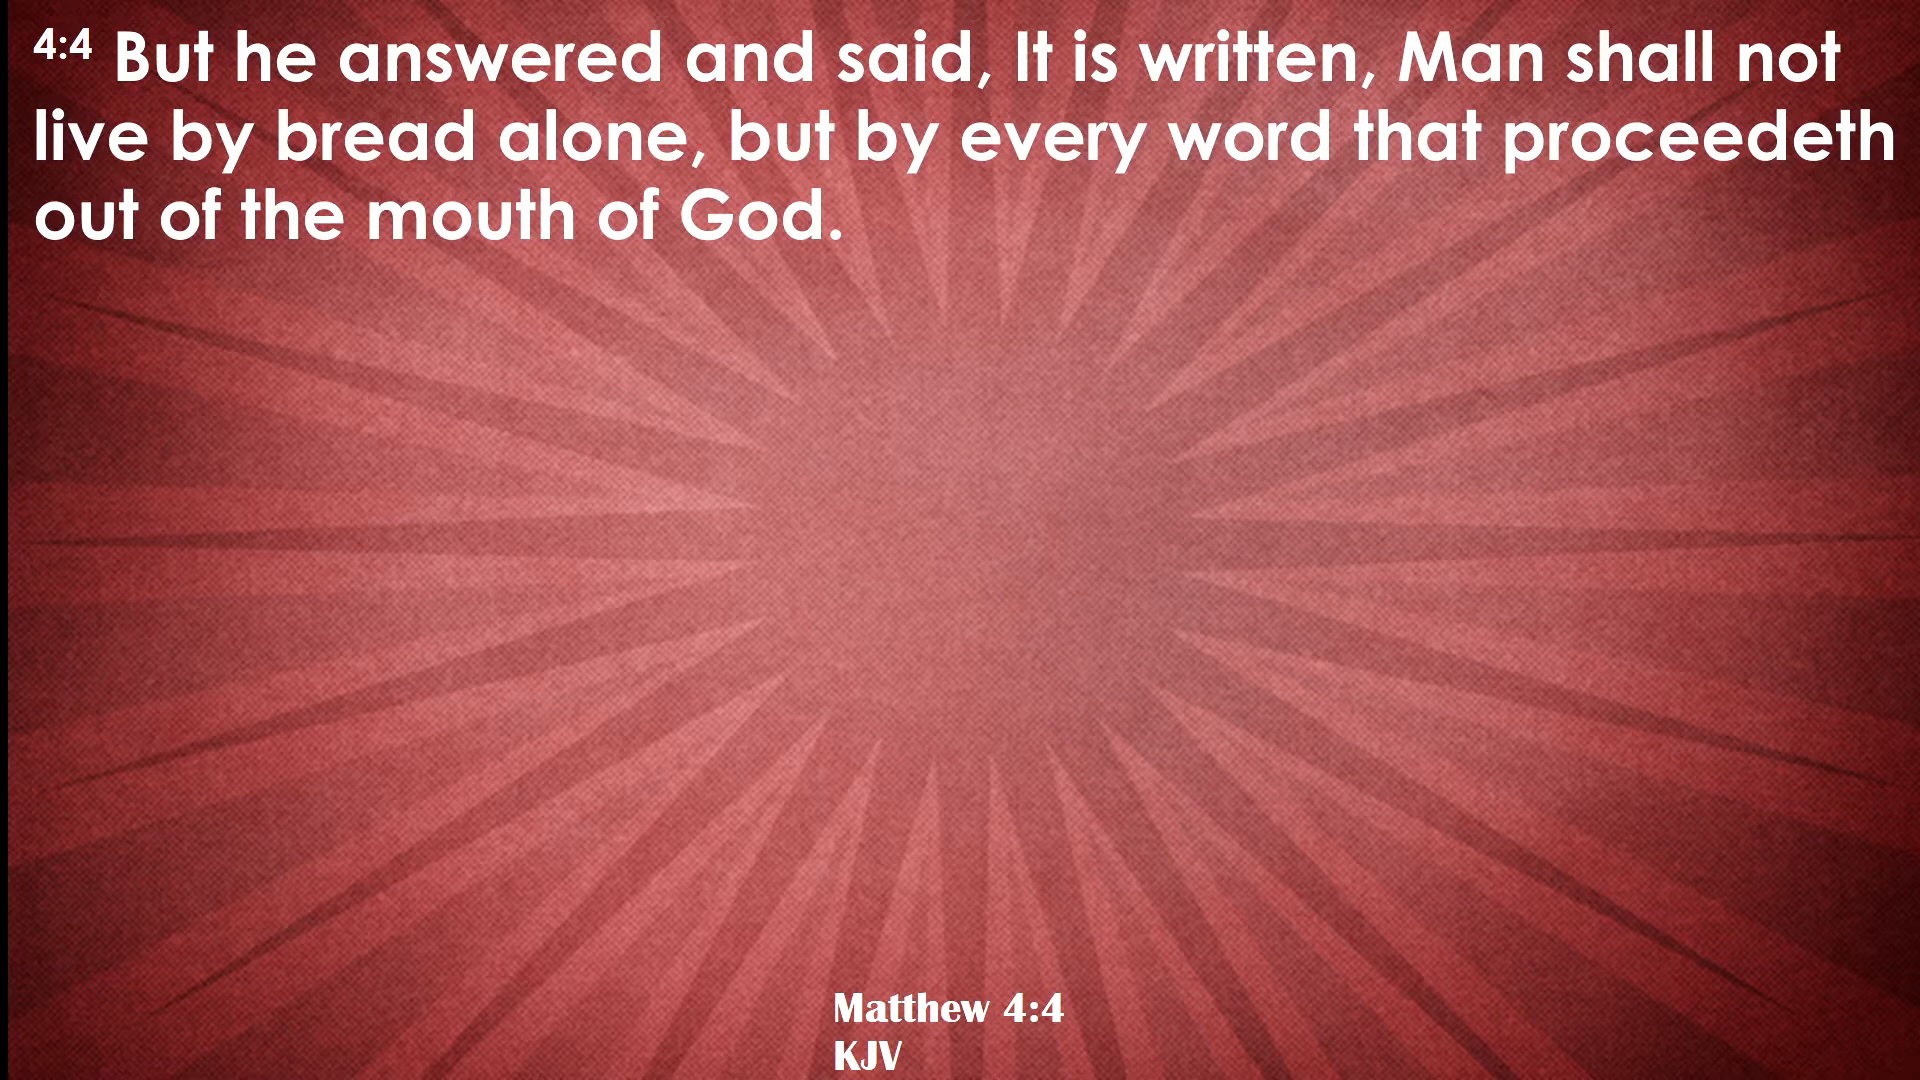 4:4 But he answered and said, It is written, Man shall not
live by bread alone, but by every word that proceedeth
out of the mouth of God.
Matthew 4:4
KJV